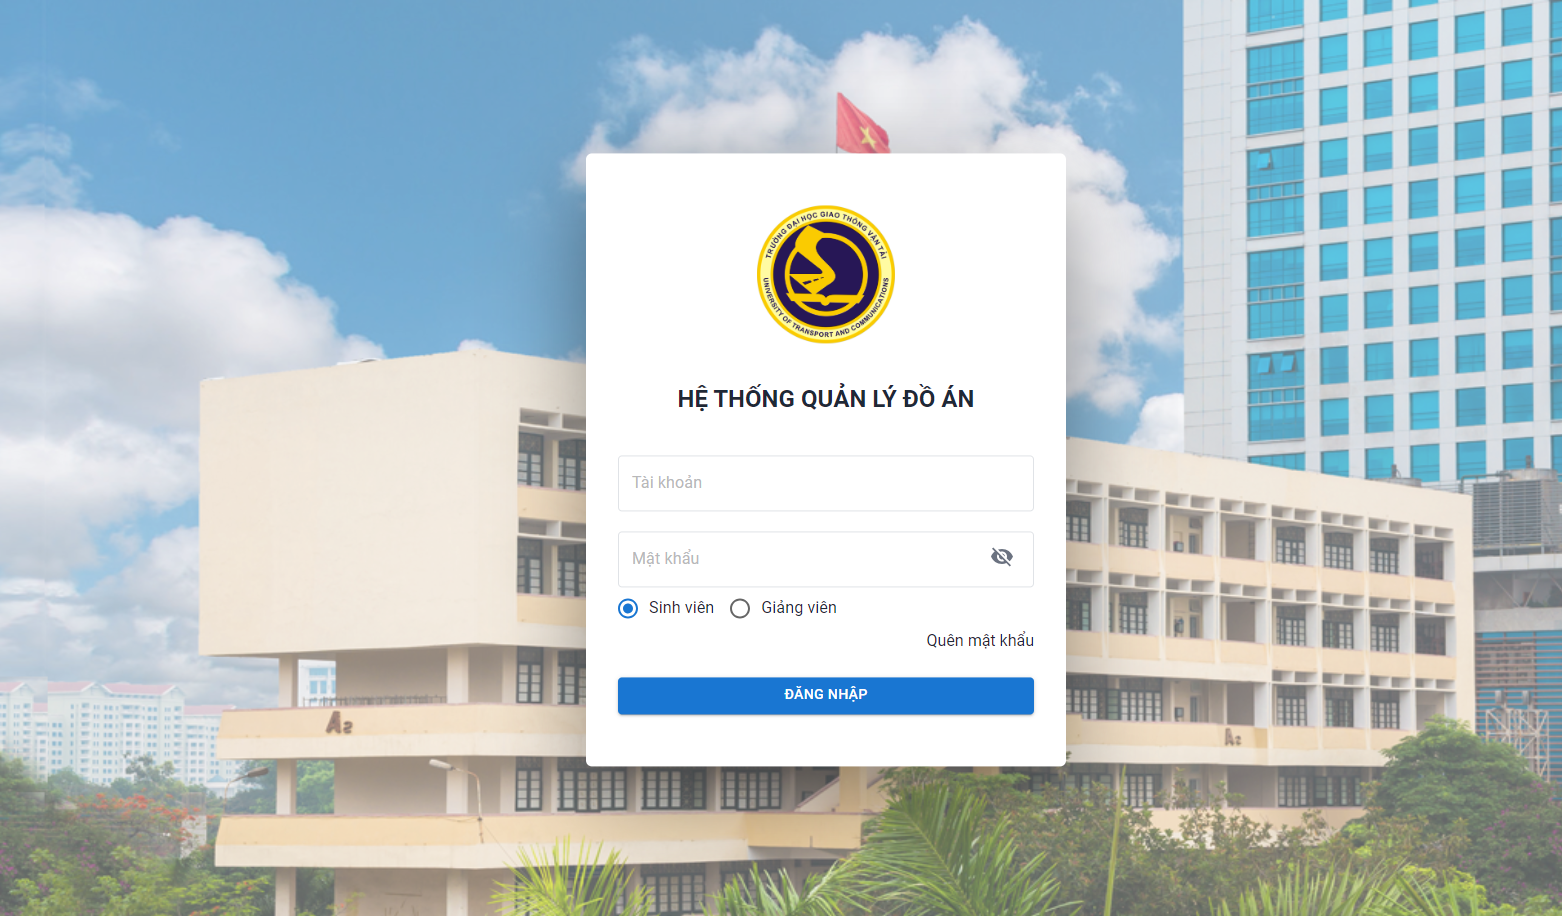 TRƯỜNG ĐẠI HỌC GIAO THÔNG VẬN TẢI
UNIVERSITY OF TRANSPORT AND COMMUNICATIONS
HỆ THỐNG QUẢN LÝ ĐỒ ÁN
Tài khoản
Mật khẩu
Sinh viên Giảng viên
Quên mật khẩu
ĐĂNG NHẬP
A2
A2